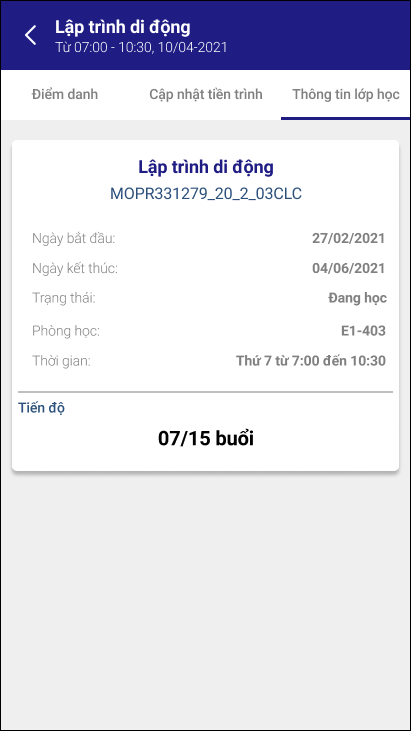 Lập trình di động
Từ 07:00 - 10:30, 10/04-2021
Điểm danh Cập nhật tiền trình Thông tin lớp học
Lập trình di động
MOPR331279_20_2_03CLC
Ngày bắt đầu: 27/02/2021
Ngày kết thúc: 04/06/2021
Trạng thái: Đang học
Phòng học: E1-403
Thời gian: Thứ 7 từ 7:00 đến 10:30
Tiến độ
07/15 buổi